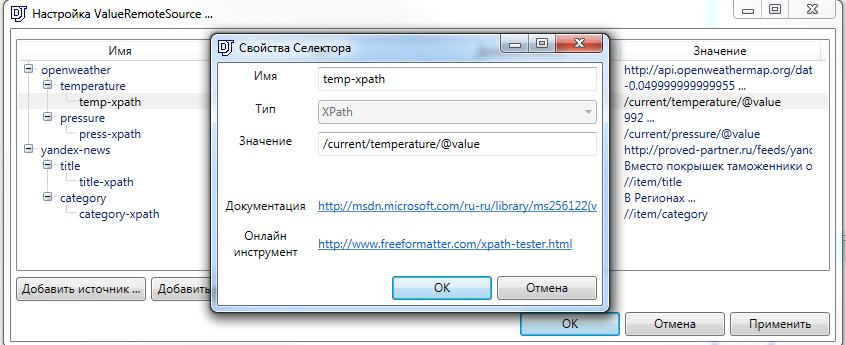 Настройка ValueRemoteSource ...
Имя
Значение
openweather
http://api.openweathermap.org/dat
temperature
-0.049999999999955 ...
temp-xpath
/current/temperature/@value
pressure
992 ...
press-xpath
/current/pressure/@value
yandex-news
http://proved-partner.ru/feeds/yand
title
Вместо покрышек таможенники о
title-xpath
//item/title
category
В Регионах ...
category-xpath
//item/category
Добавить источник ...
Добавить
OK
Отмена
Применить
Свойства Селектора
Имя
temp-xpath
Тип
XPath
Значение
/current/temperature/@value
Документация
http://msdn.microsoft.com/ru-ru/library/ms256122(v
Онлайн
инструмент
http://www.freeformatter.com/xpath-tester.html
OK
Отмена